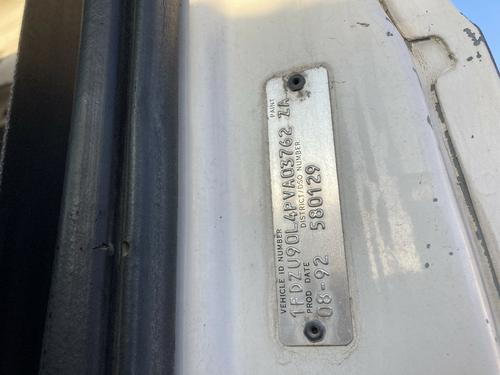 VEHICLE ID NUMBER PAINT
1FDZU90L4PVA03762 ZA
PROD DATE DISTRICT/DSO NUMBER
08-92 580129